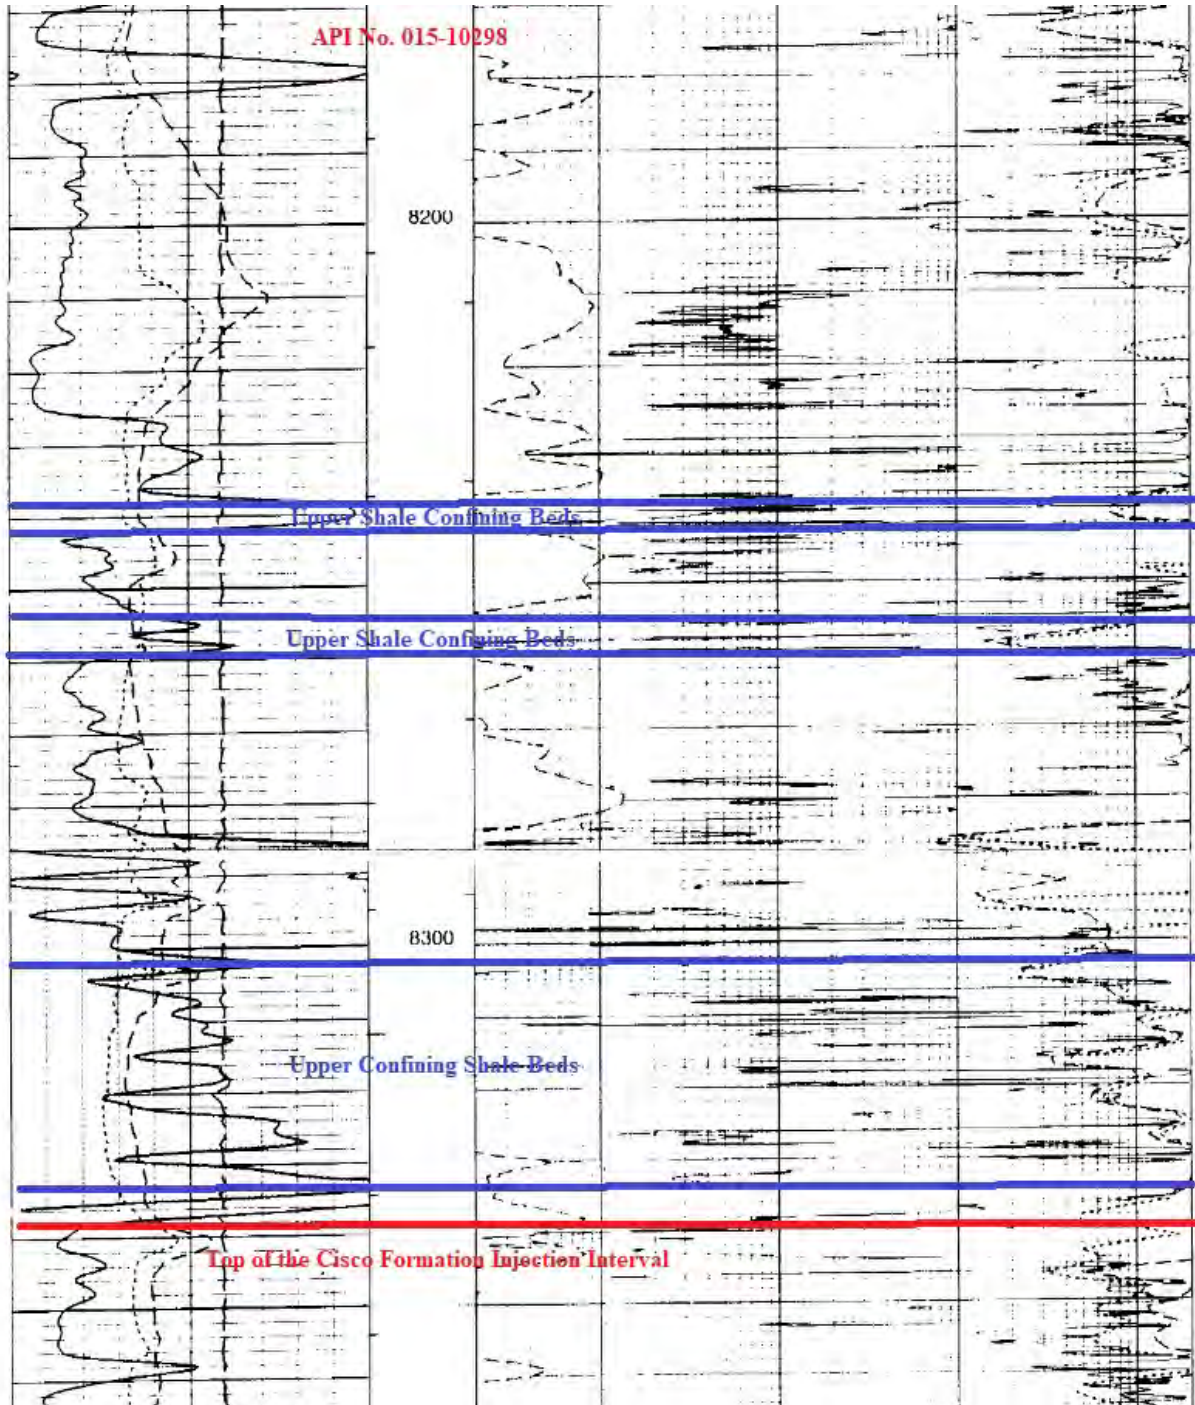 API No. 015-10298
8200
Upper Shale Confining Beds
Upper Shale Confining Beds
8300
Upper Confining Shale Beds
Top of the Cisco Formation Injection Interval